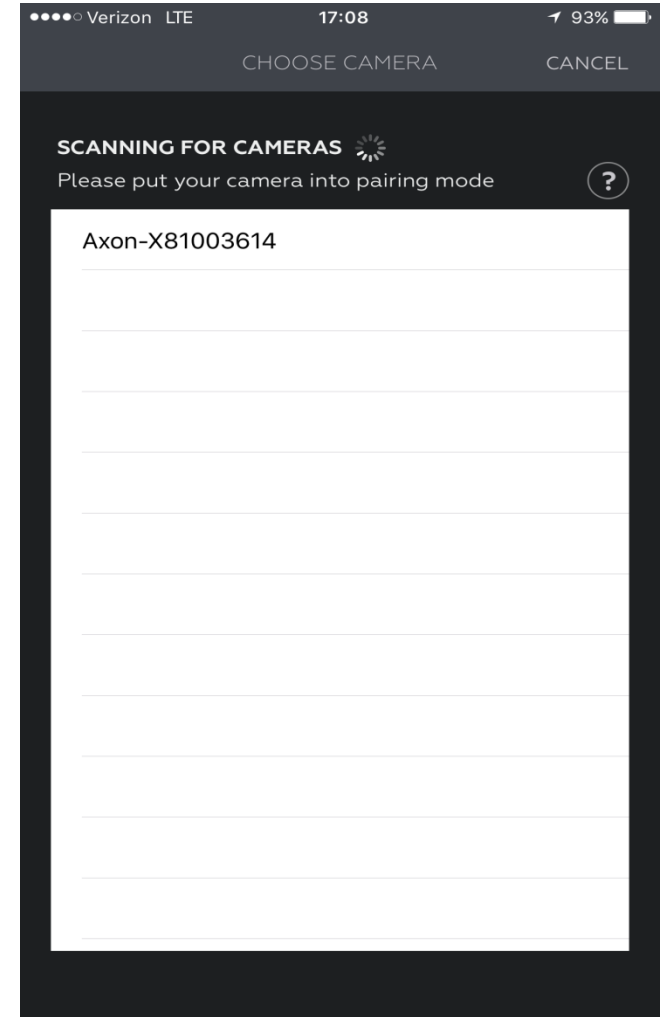 Verizon LTE 17:08 93%
CHOOSE CAMERA CANCEL
SCANNING FOR CAMERAS
Please put your camera into pairing mode ?
Axon-X81003614